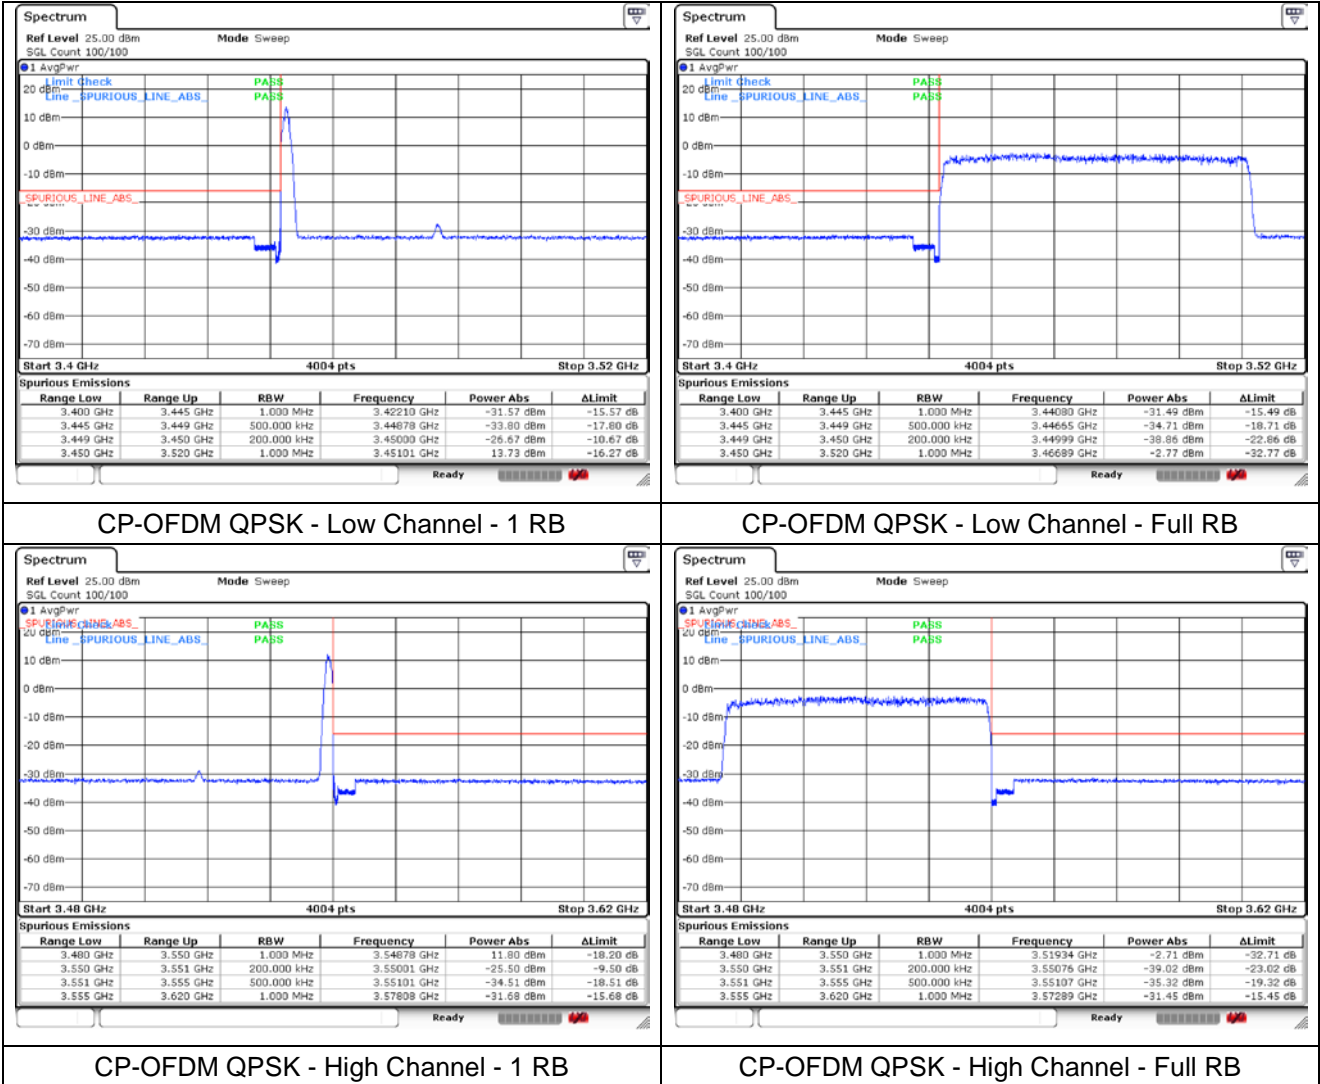 Spectrum
Ref Level 25.00 dBm Mode Sweep
SGL Count 100/100
1 AvgPwr
Limit Check PASS
20 dBm
Line _SPURIOUS_LINE_ABS_ PASS
10 dBm
0 dBm
-10 dBm
_SPURIOUS_LINE_ABS_
-20 dBm
-30 dBm
-40 dBm
-50 dBm
-60 dBm
-70 dBm
Start 3.4 GHz 4004 pts Stop 3.52 GHz
Spurious Emissions
Range Low Range Up RBW Frequency Power Abs ΔLimit
3.400 GHz 3.445 GHz 1.000 MHz 3.42210 GHz -31.57 dBm -15.57 dB
3.445 GHz 3.449 GHz 500.000 kHz 3.44878 GHz -33.80 dBm -17.80 dB
3.449 GHz 3.450 GHz 200.000 kHz 3.45000 GHz -26.67 dBm -10.67 dB
3.450 GHz 3.520 GHz 1.000 MHz 3.45101 GHz 13.73 dBm -16.27 dB
Ready
CP-OFDM QPSK - Low Channel - 1 RB
Spectrum
Ref Level 25.00 dBm Mode Sweep
SGL Count 100/100
1 AvgPwr
Limit Check PASS
20 dBm
Line _SPURIOUS_LINE_ABS_ PASS
10 dBm
0 dBm
-10 dBm
_SPURIOUS_LINE_ABS_
-20 dBm
-30 dBm
-40 dBm
-50 dBm
-60 dBm
-70 dBm
Start 3.4 GHz 4004 pts Stop 3.52 GHz
Spurious Emissions
Range Low Range Up RBW Frequency Power Abs ΔLimit
3.400 GHz 3.445 GHz 1.000 MHz 3.44080 GHz -31.49 dBm -15.49 dB
3.445 GHz 3.449 GHz 500.000 kHz 3.44665 GHz -34.71 dBm -18.71 dB
3.449 GHz 3.450 GHz 200.000 kHz 3.44999 GHz -38.86 dBm -22.86 dB
3.450 GHz 3.520 GHz 1.000 MHz 3.46689 GHz -2.77 dBm -32.77 dB
Ready
CP-OFDM QPSK - Low Channel - Full RB
Spectrum
Ref Level 25.00 dBm Mode Sweep
SGL Count 100/100
1 AvgPwr
_SPURIOUS_LINE_ABS_
Limit Check PASS
20 dBm
Line _SPURIOUS_LINE_ABS_ PASS
10 dBm
0 dBm
-10 dBm
-20 dBm
-30 dBm
-40 dBm
-50 dBm
-60 dBm
-70 dBm
Start 3.48 GHz 4004 pts Stop 3.62 GHz
Spurious Emissions
Range Low Range Up RBW Frequency Power Abs ΔLimit
3.480 GHz 3.550 GHz 1.000 MHz 3.54878 GHz 11.80 dBm -18.20 dB
3.550 GHz 3.551 GHz 200.000 kHz 3.55001 GHz -25.50 dBm -9.50 dB
3.551 GHz 3.555 GHz 500.000 kHz 3.55101 GHz -34.51 dBm -18.51 dB
3.555 GHz 3.620 GHz 1.000 MHz 3.57808 GHz -31.68 dBm -15.68 dB
Ready
CP-OFDM QPSK - High Channel - 1 RB
Spectrum
Ref Level 25.00 dBm Mode Sweep
SGL Count 100/100
1 AvgPwr
_SPURIOUS_LINE_ABS_
Limit Check PASS
20 dBm
Line _SPURIOUS_LINE_ABS_ PASS
10 dBm
0 dBm
-10 dBm
-20 dBm
-30 dBm
-40 dBm
-50 dBm
-60 dBm
-70 dBm
Start 3.48 GHz 4004 pts Stop 3.62 GHz
Spurious Emissions
Range Low Range Up RBW Frequency Power Abs ΔLimit
3.480 GHz 3.550 GHz 1.000 MHz 3.51934 GHz -2.71 dBm -32.71 dB
3.550 GHz 3.551 GHz 200.000 kHz 3.55076 GHz -39.02 dBm -23.02 dB
3.551 GHz 3.555 GHz 500.000 kHz 3.55107 GHz -35.32 dBm -19.32 dB
3.555 GHz 3.620 GHz 1.000 MHz 3.57289 GHz -31.45 dBm -15.45 dB
Ready
CP-OFDM QPSK - High Channel - Full RB